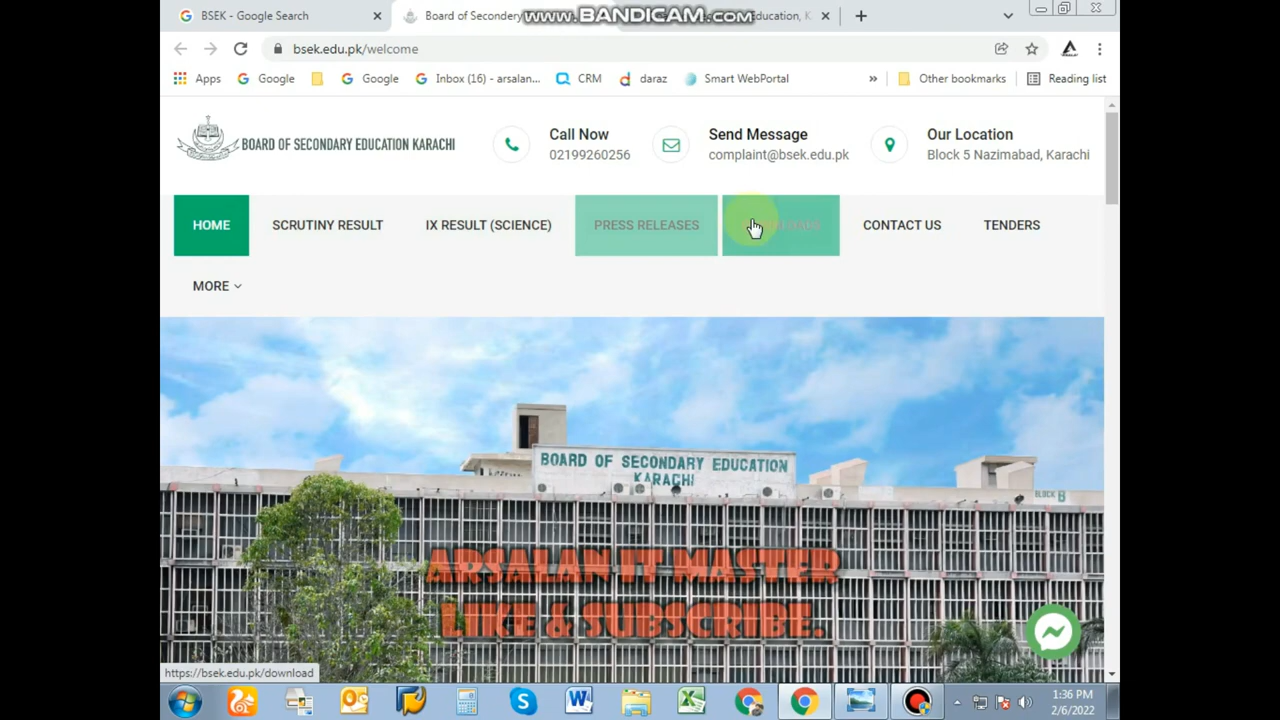 BSEK - Google Search
Board of Secondary
Education, K
www.BANDICAM.com
bsek.edu.pk/welcome
Apps
Google
Google
Inbox (16) - arsalan...
CRM
daraz
Smart WebPortal
»
Other bookmarks
Reading list
BOARD OF SECONDARY EDUCATION KARACHI
Call Now
02199260256
Send Message
complaint@bsek.edu.pk
Our Location
Block 5 Nazimabad, Karachi
HOME
SCRUTINY RESULT
IX RESULT (SCIENCE)
PRESS RELEASES
CONTACT US
TENDERS
MORE
BOARD OF SECONDARY EDUCATION
KARACHI
BLOCK B
ARSALAN IT MASTER
LIKE & SUBSCRIBE.
https://bsek.edu.pk/download
1:36 PM
2/6/2022